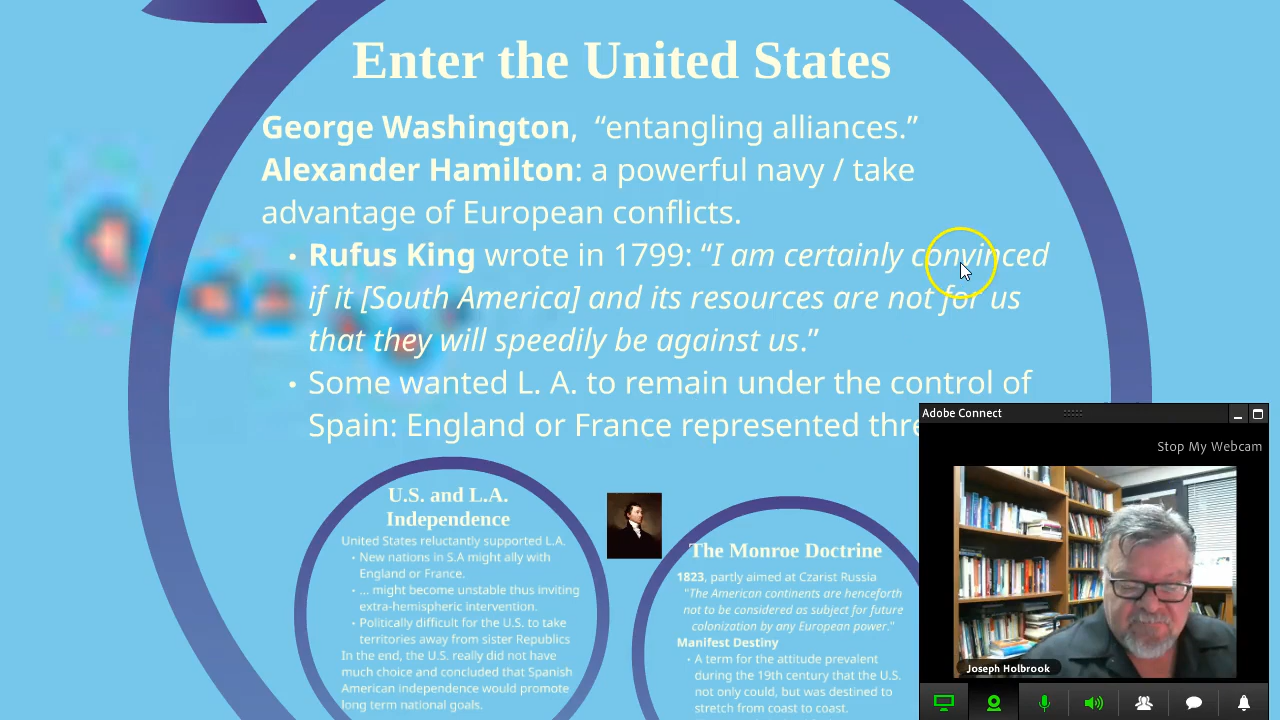 Enter the United States
George Washington,  “entangling alliances.”
Alexander Hamilton: a powerful navy / take
advantage of European conflicts.
• Rufus King wrote in 1799: “I am certainly convinced
if it [South America] and its resources are not for us
that they will speedily be against us.”
• Some wanted L. A. to remain under the control of
Spain: England or France represented
U.S. and L.A.
Independence
United States reluctantly supported L.A.
• New nations in S.A might ally with
England or France.
• ... might become unstable thus inviting
extra-hemispheric intervention.
• Politically difficult for the U.S. to take
territories away from sister Republics
In the end, the U.S. really did not have
much choice and concluded that Spanish
American independence would promote
long term national goals.
The Monroe Doctrine
1823, partly aimed at Czarist Russia
"The American continents are henceforth
not to be considered as subject for future
colonization by any European power."
Manifest Destiny
• A term for the attitude prevalent
during the 19th century that the U.S.
not only could, but was destined to
stretch from coast to coast.
Adobe Connect
Stop My Webcam
Joseph Holbrook